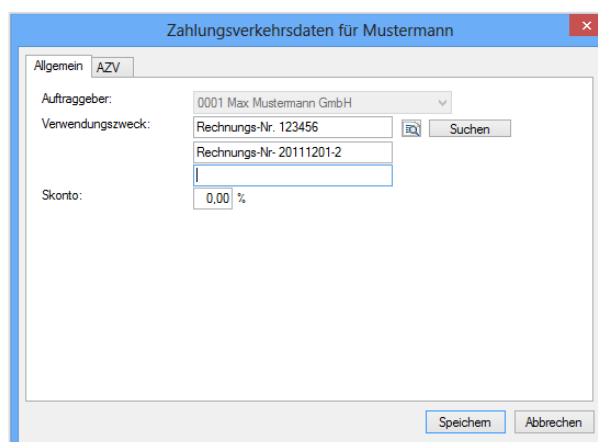 Zahlungsverkehrsdaten für Mustermann
Allgemein AZV
Auftraggeber: 0001 Max Mustermann GmbH
Verwendungszweck: Rechnungs-Nr. 123456 Suchen
Rechnungs-Nr- 20111201-2
Skonto: 0,00 %
Speichern Abbrechen